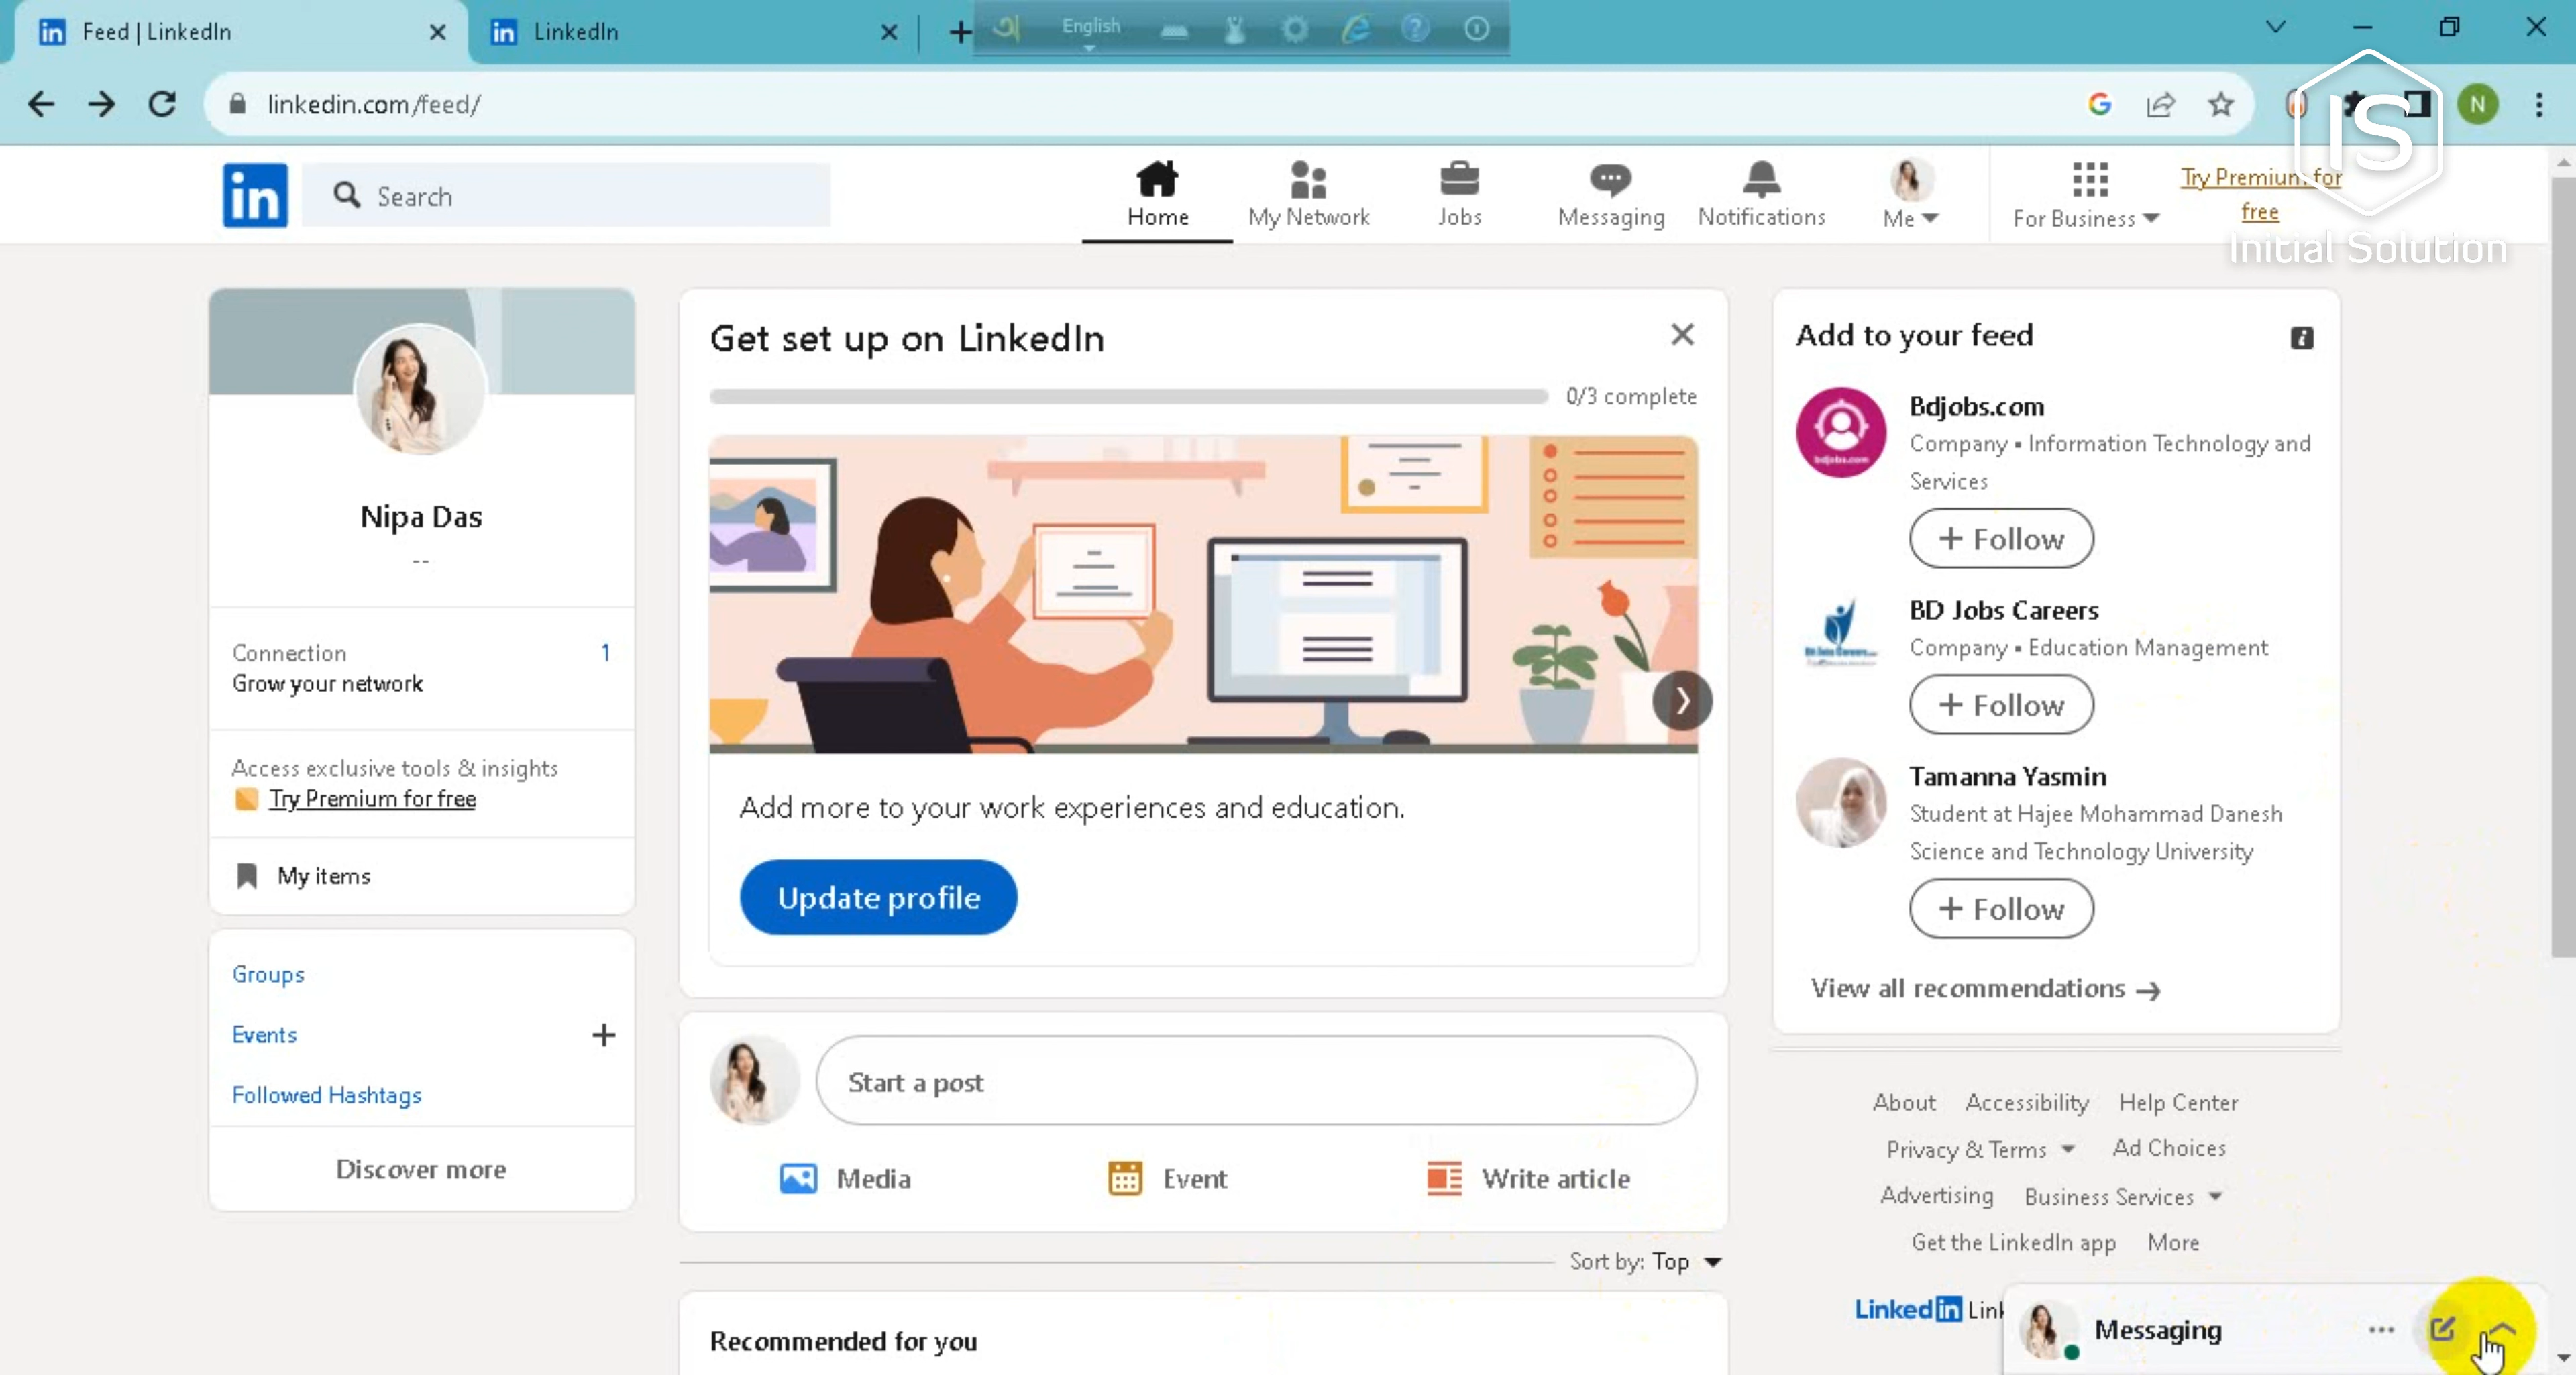 Feed | LinkedIn
LinkedIn
English
linkedin.com/feed/
N
IS
Initial Solution
in
Search
Home
My Network
Jobs
Messaging
Notifications
Me
For Business
Try Premium for
free
Nipa Das
--
Connection
1
Grow your network
Access exclusive tools & insights
Try Premium for free
My items
Groups
Events
Followed Hashtags
Discover more
Get set up on LinkedIn
0/3 complete
Add more to your work experiences and education.
Update profile
Start a post
Media
Event
Write article
Sort by: Top
Recommended for you
Add to your feed
Bdjobs.com
bdjobs.com
Company • Information Technology and
Services
+ Follow
BD Jobs Careers
Company • Education Management
+ Follow
Tamanna Yasmin
Student at Hajee Mohammad Danesh
Science and Technology University
+ Follow
View all recommendations →
About Accessibility Help Center
Privacy & Terms Ad Choices
Advertising Business Services
Get the LinkedIn app More
LinkedIn Link
Messaging